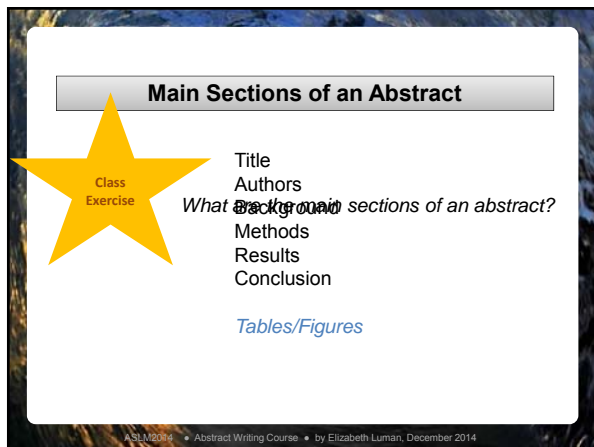 Main Sections of an Abstract
Class
Exercise
Title
Authors
What are the main sections of an abstract?
Background
Methods
Results
Conclusion
Tables/Figures
ASLM2014 ● Abstract Writing Course ● by Elizabeth Luman, December 2014